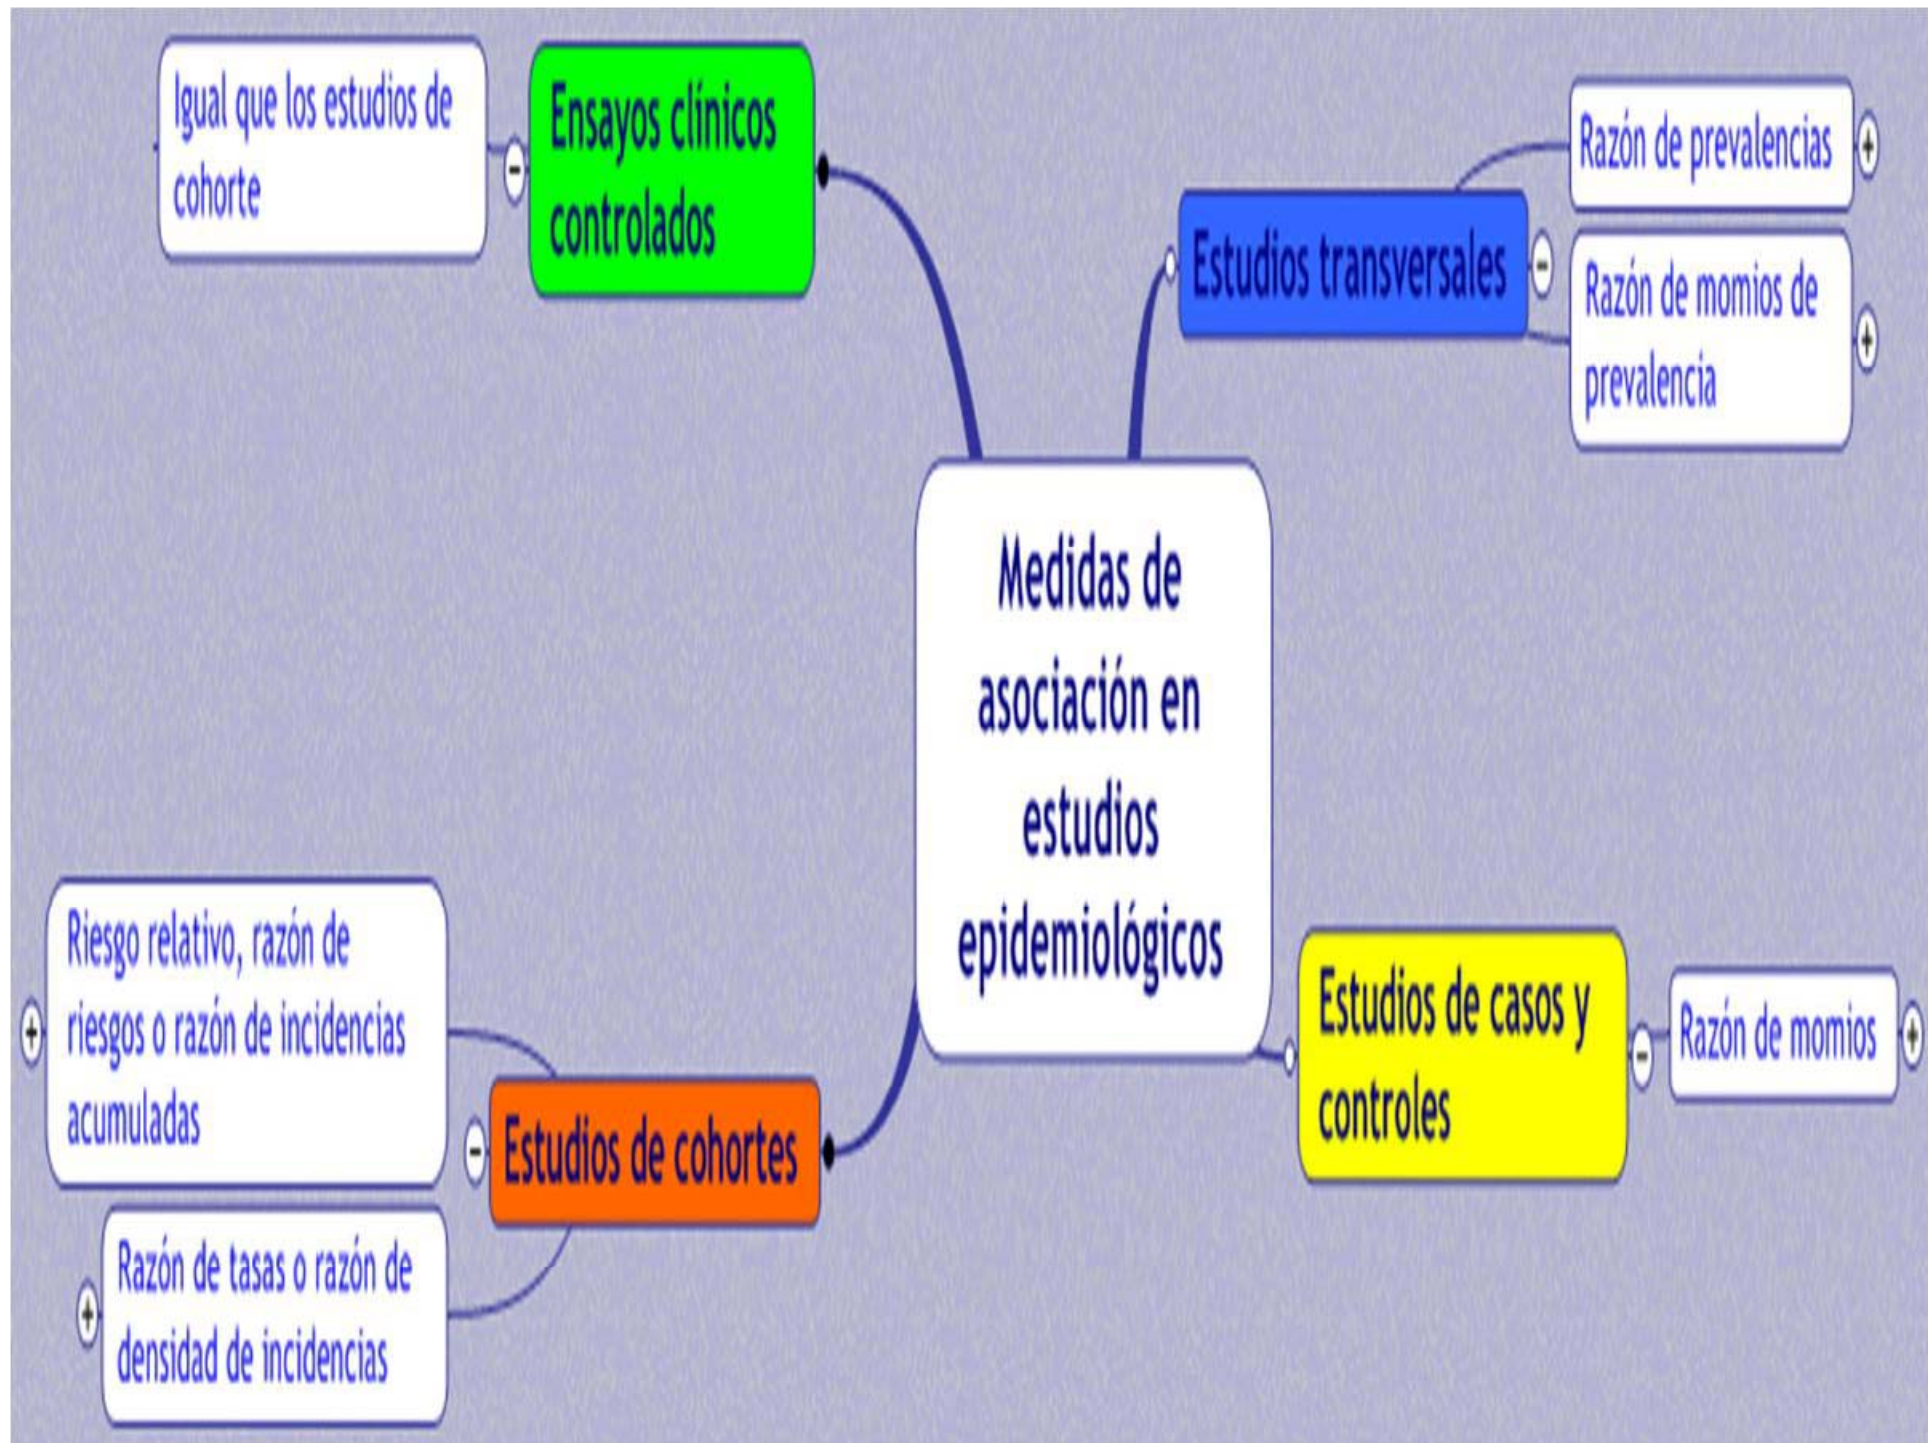 Igual que los estudios de
cohorte
Ensayos clínicos
controlados
Razón de prevalencias
Estudios transversales
Razón de momios de
prevalencia
Medidas de
asociación en
estudios
epidemiológicos
Riesgo relativo, razón de
riesgos o razón de incidencias
acumuladas
Estudios de cohortes
Razón de tasas o razón de
densidad de incidencias
Estudios de casos y
controles
Razón de momios